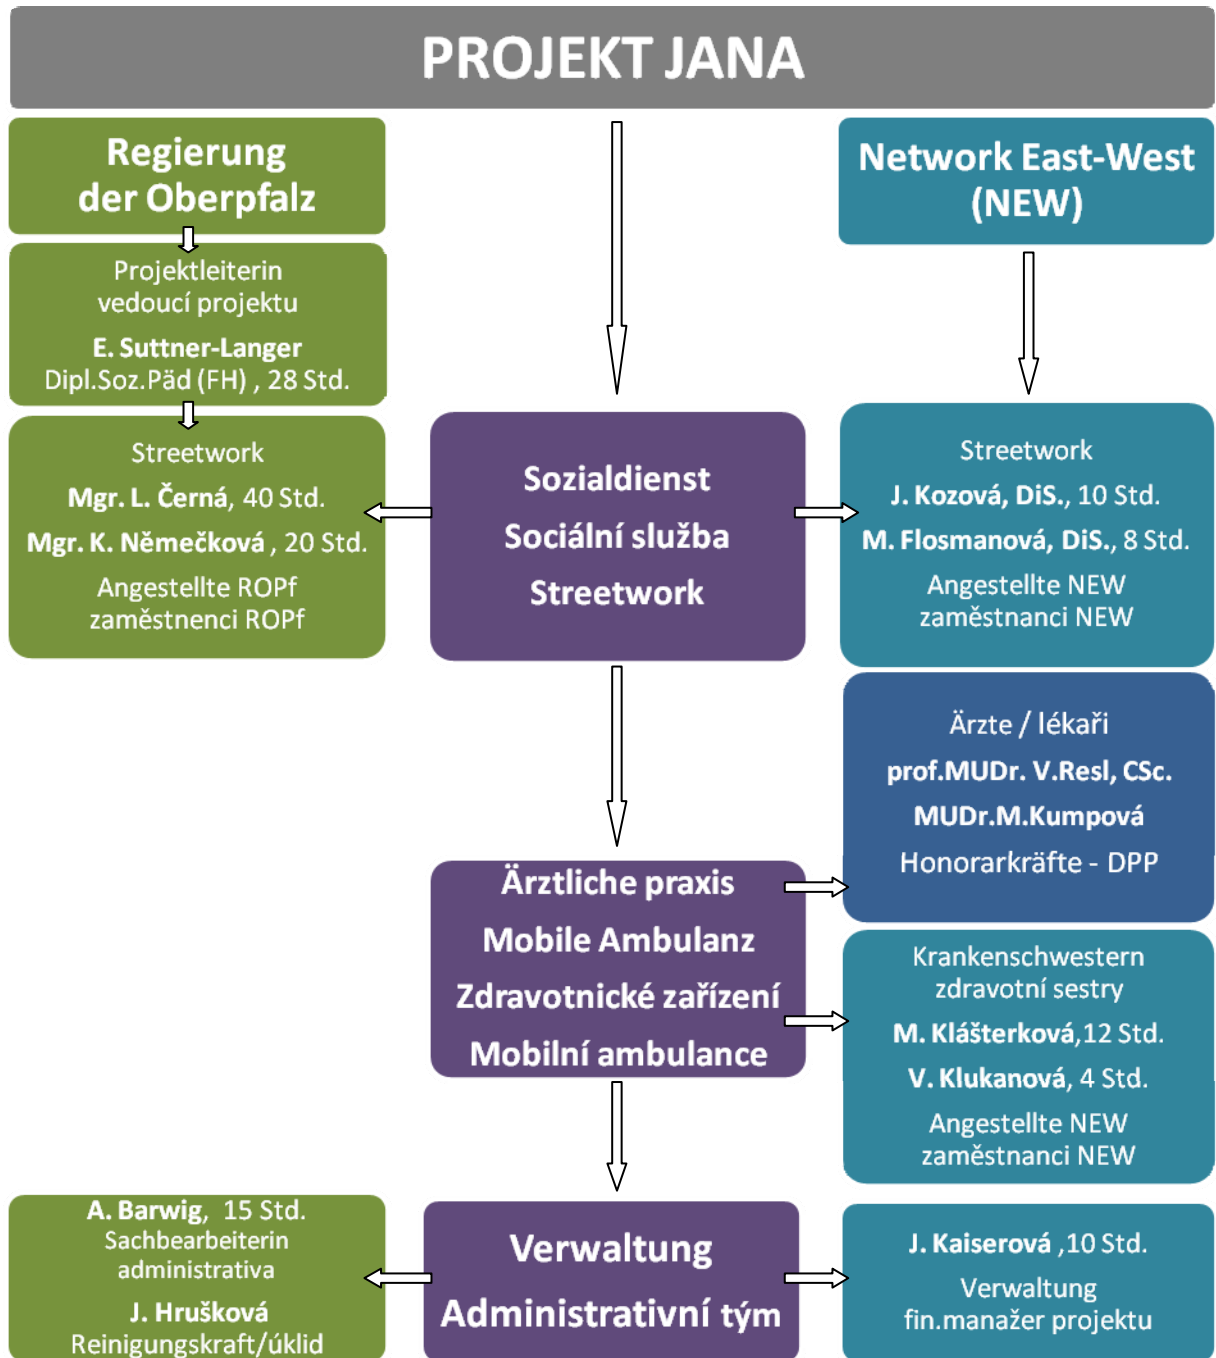 PROJEKT JANA
Regierung
der Oberpfalz
Projektleiterin
vedoucí projektu
E. Suttner-Langer
Dipl.Soz.Päd (FH) , 28 Std.
Streetwork
Mgr. L. Černá, 40 Std.
Mgr. K. Němečková , 20 Std.
Angestellte ROPf
zaměstnenci ROPf
Network East-West
(NEW)
Sozialdienst
Sociální služba
Streetwork
Streetwork
J. Kozová, DiS., 10 Std.
M. Flosmanová, DiS., 8 Std.
Angestellte NEW
zaměstnanci NEW
Ärzte / lékaři
prof.MUDr. V.Resl, CSc.
MUDr.M.Kumpová
Honorarkräfte - DPP
Ärztliche praxis
Mobile Ambulanz
Zdravotnické zařízení
Mobilní ambulance
Krankenschwestern
zdravotní sestry
M. Klášterková,12 Std.
V. Klukanová, 4 Std.
Angestellte NEW
zaměstnanci NEW
A. Barwig, 15 Std.
Sachbearbeiterin
administrativa
J. Hrušková
Reinigungskraft/úklid
Verwaltung
Administrativní tým
J. Kaiserová ,10 Std.
Verwaltung
fin.manažer projektu